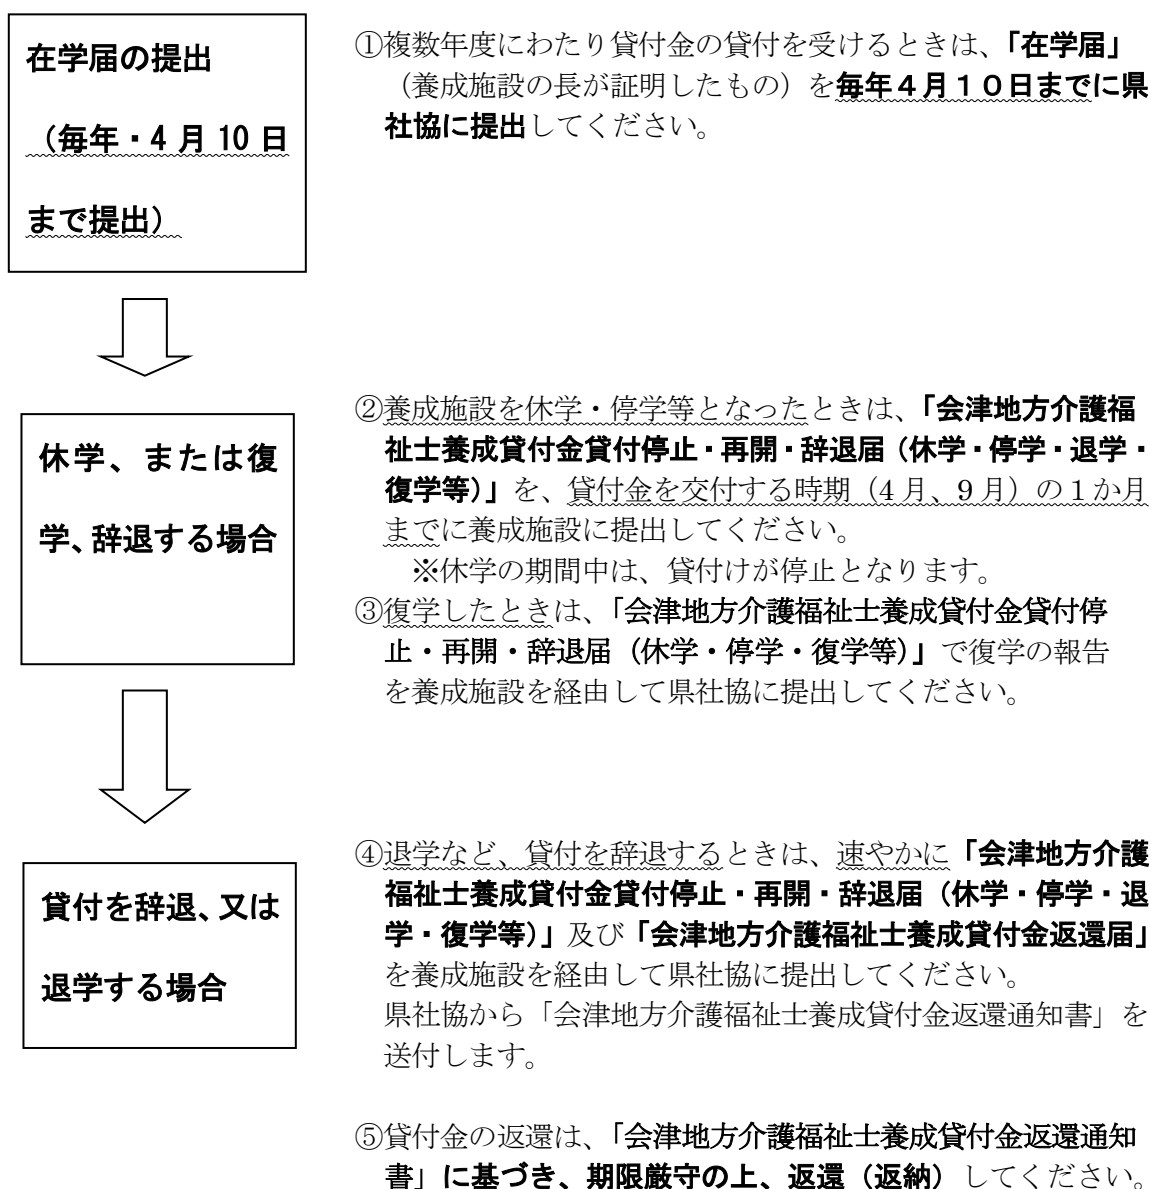 在学届の提出
（毎年・4 月 10 日
まで提出）
①複数年度にわたり貸付金の貸付を受けるときは、「在学届」
（養成施設の長が証明したもの）を毎年４月１０日までに県
社協に提出してください。
休学、または復
学、辞退する場合
②養成施設を休学・停学等となったときは、「会津地方介護福
祉士養成貸付金貸付停止・再開・辞退届（休学・停学・退学・
復学等）」を、貸付金を交付する時期（4 月、9 月）の１か月
までに養成施設に提出してください。
※休学の期間中は、貸付けが停止となります。
③復学したときは、「会津地方介護福祉士養成貸付金貸付停
止・再開・辞退届（休学・停学・復学等）」で復学の報告
を養成施設を経由して県社協に提出してください。
貸付を辞退、又は
退学する場合
④退学など、貸付を辞退するときは、速やかに「会津地方介護
福祉士養成貸付金貸付停止・再開・辞退届（休学・停学・退
学・復学等）」及び「会津地方介護福祉士養成貸付金返還届」
を養成施設を経由して県社協に提出してください。
県社協から「会津地方介護福祉士養成貸付金返還通知書」を
送付します。
⑤貸付金の返還は、「会津地方介護福祉士養成貸付金返還通知
書」に基づき、期限厳守の上、返還（返納）してください。